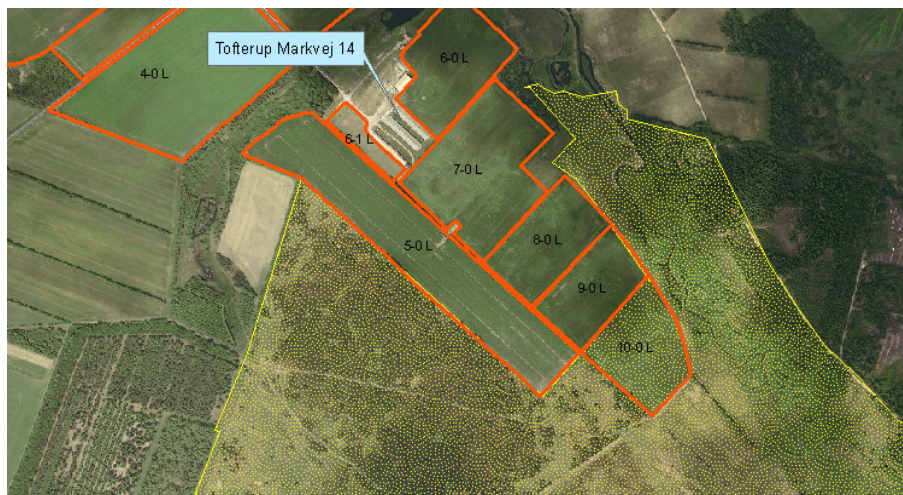 Tofterup Markvej 14
6-0 L
4-0 L
6-1 L
7-0 L
5-0 L
8-0 L
9-0 L
10-0 L